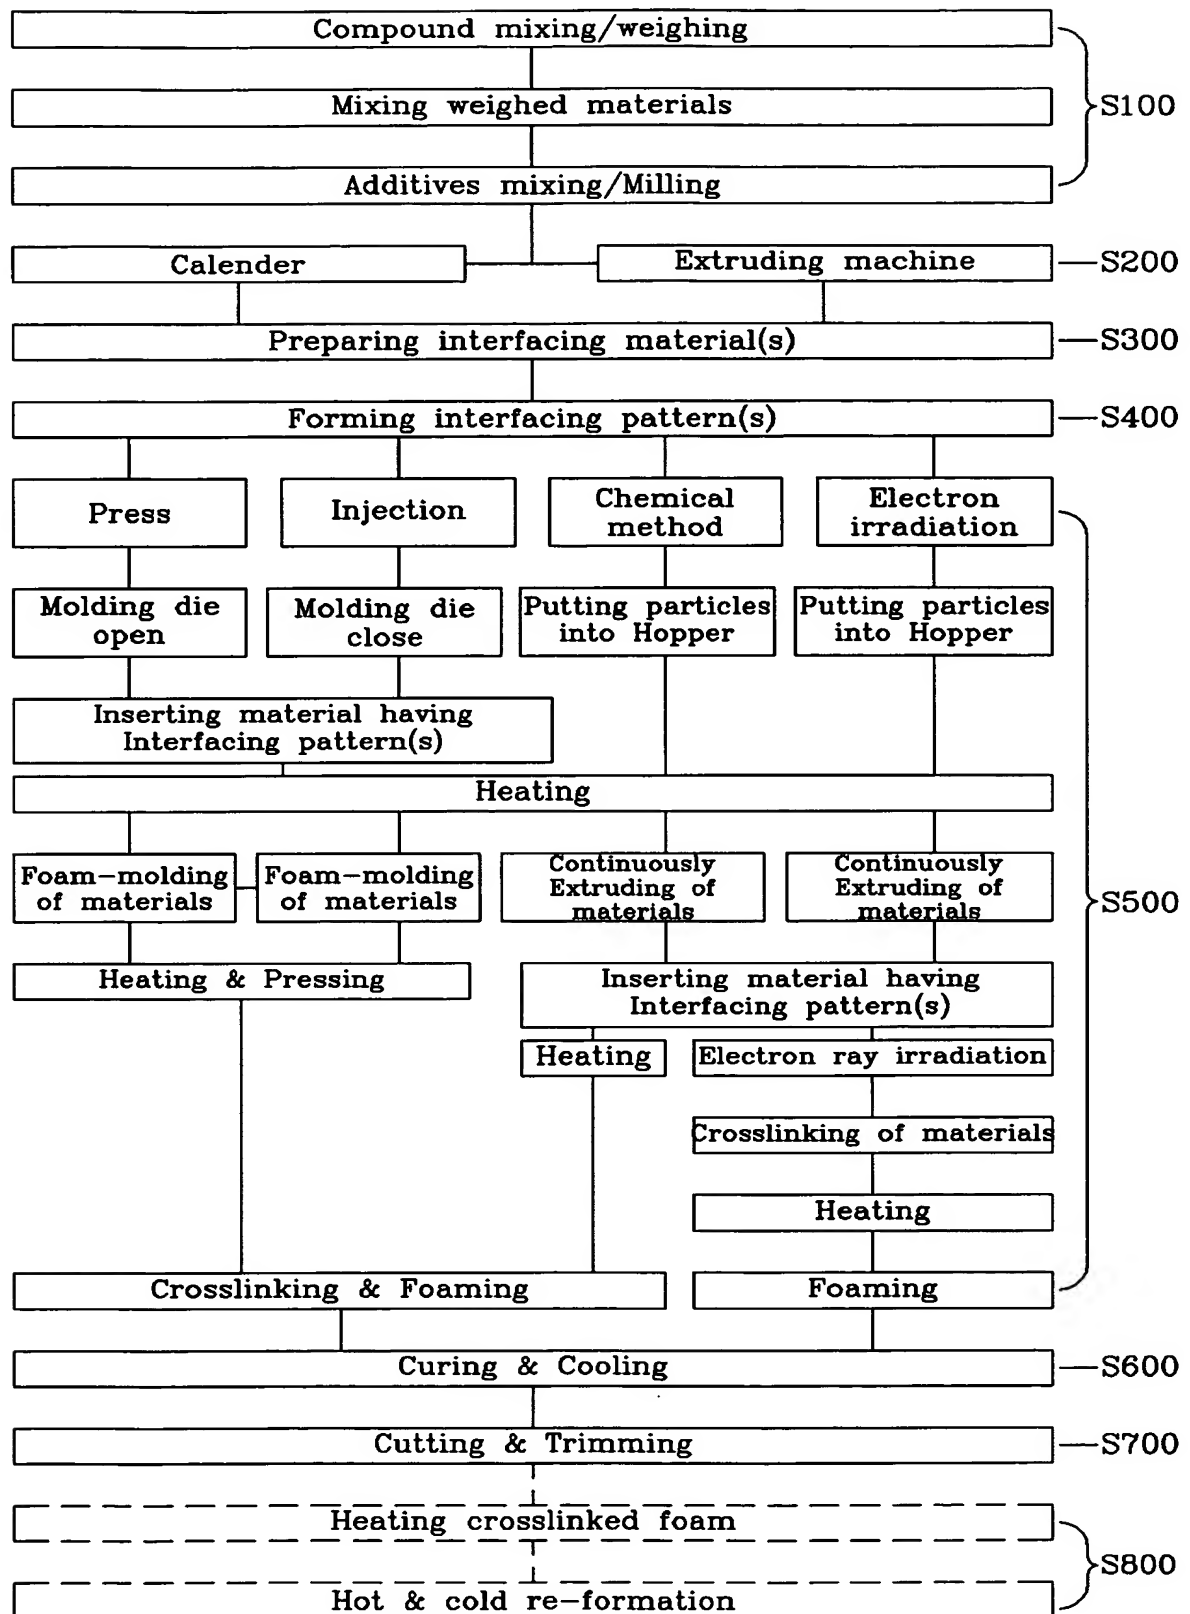 Compound mixing/weighing
Mixing weighed materials
S100
Additives mixing/Milling
Calender
Extruding machine
S200
Preparing interfacing material(s)
S300
Forming interfacing pattern(s)
S400
Press
Injection
Chemical
method
Electron
irradiation
Molding die
open
Molding die
close
Putting particles
into Hopper
Putting particles
into Hopper
Inserting material having
Interfacing pattern(s)
Heating
Foam-molding
of materials
Foam-molding
of materials
Continuously
Extruding of
materials
Continuously
Extruding of
materials
S500
Heating & Pressing
Inserting material having
Interfacing pattern(s)
Heating
Electron ray irradiation
Crosslinking of materials
Heating
Crosslinking & Foaming
Foaming
Curing & Cooling
S600
Cutting & Trimming
S700
Heating crosslinked foam
S800
Hot & cold re-formation